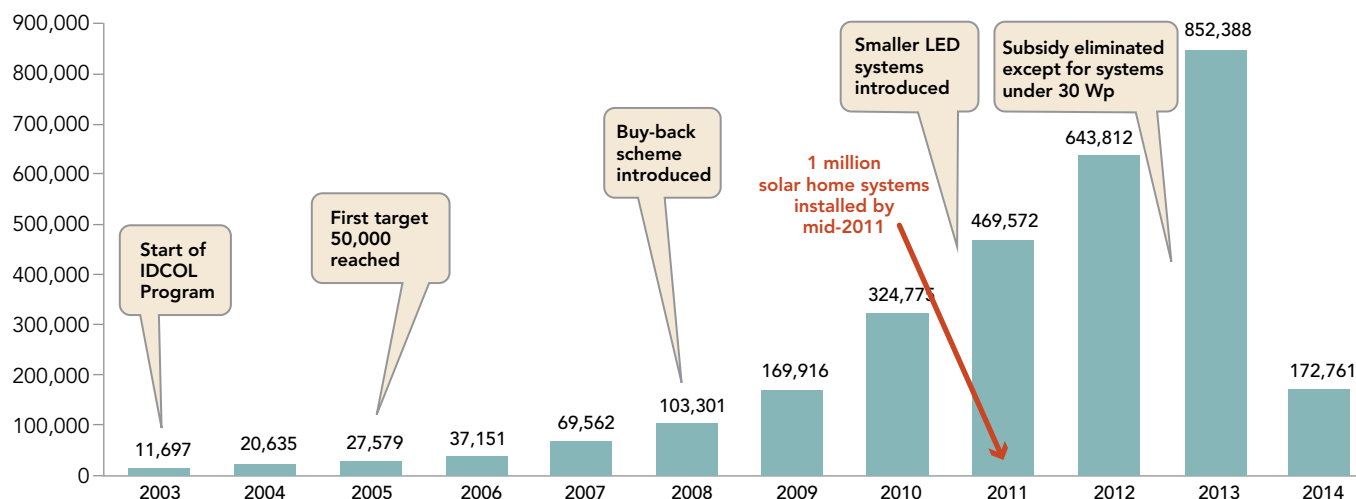 900,000
800,000
700,000
600,000
500,000
400,000
300,000
200,000
100,000
0
Start of
IDCOL
Program
First target
50,000
reached
Buy-back
scheme
introduced
1 million
solar home systems
installed by
mid-2011
Smaller LED
systems
introduced
Subsidy eliminated
except for systems
under 30 Wp
11,697
20,635
27,579
37,151
69,562
103,301
169,916
324,775
469,572
643,812
852,388
172,761
2003
2004
2005
2006
2007
2008
2009
2010
2011
2012
2013
2014